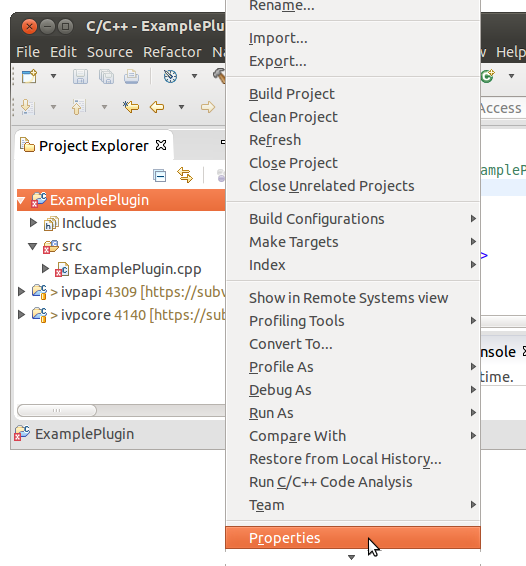 C/C++ - ExamplePlu
File Edit Source Refactor Na
Help
Access
Project Explorer
ExamplePlugin
Includes
src
ExamplePlugin.cpp
> ivpapi 4309 [https://subv
> ivpcore 4140 [https://sub
ExamplePlugin
Rename...
Import...
Export...
Build Project
Clean Project
Refresh
Close Project
Close Unrelated Projects
Build Configurations
Make Targets
Index
Show in Remote Systems view
Profiling Tools
Convert To...
Profile As
Debug As
Run As
Compare With
Restore from Local History...
Run C/C++ Code Analysis
Team
Properties
ampleP
>
nsole
time.